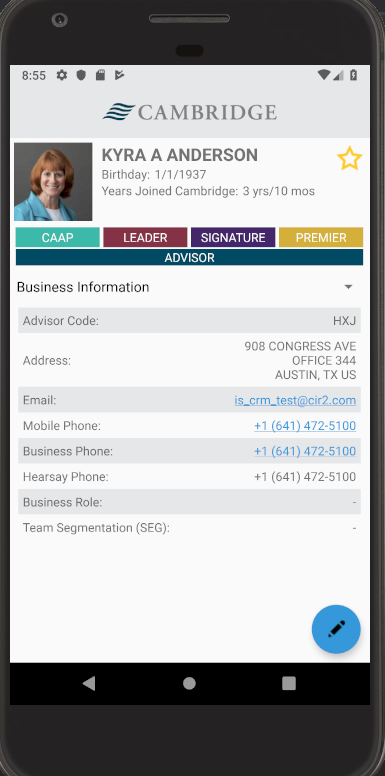 8:55
CAMBRIDGE
KYRA A ANDERSON
Birthday: 1/1/1937
Years Joined Cambridge: 3 yrs/10 mos
CAAP LEADER SIGNATURE PREMIER
ADVISOR
Business Information
Advisor Code: HXJ
Address: 908 CONGRESS AVE
OFFICE 344
AUSTIN, TX US
Email: is_crm_test@cir2.com
Mobile Phone: +1 (641) 472-5100
Business Phone: +1 (641) 472-5100
Hearsay Phone: +1 (641) 472-5100
Business Role: -
Team Segmentation (SEG): -